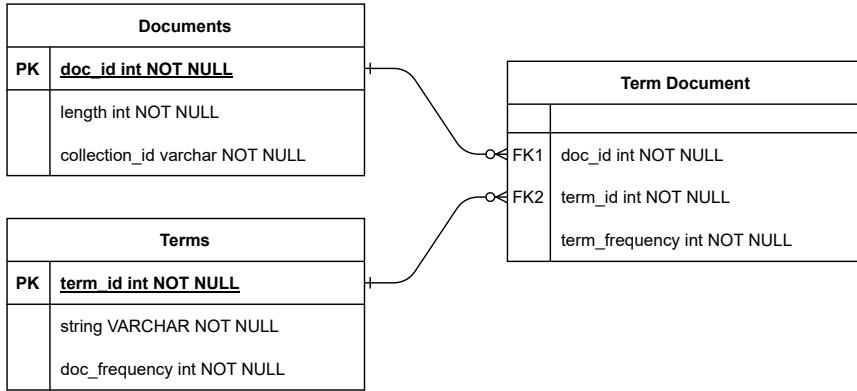 Documents
PK doc_id int NOT NULL
length int NOT NULL
collection_id varchar NOT NULL
Terms
PK term_id int NOT NULL
string VARCHAR NOT NULL
doc_frequency int NOT NULL
Term Document
FK1 doc_id int NOT NULL
FK2 term_id int NOT NULL
term_frequency int NOT NULL